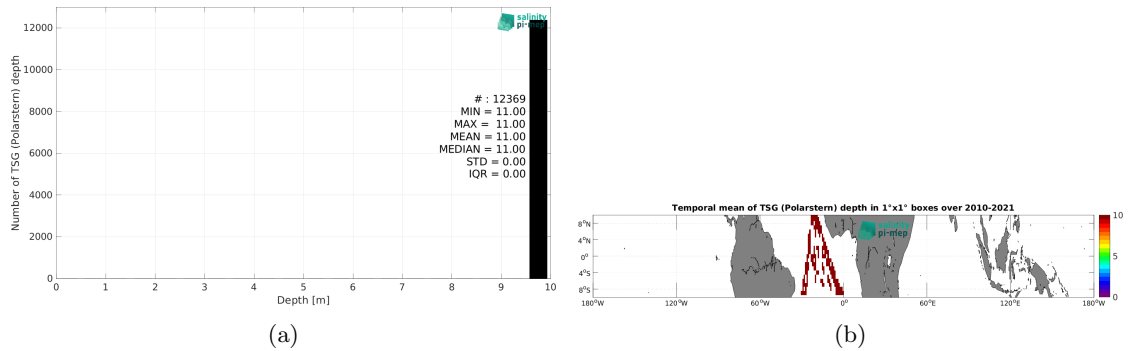 12000
10000
8000
6000
4000
2000
0
Number of TSG (Polarstern) depth
salinity
pi-mep
# : 12369
MIN = 11.00
MAX = 11.00
MEAN = 11.00
MEDIAN = 11.00
STD = 0.00
IQR = 0.00
0 1 2 3 4 5 6 7 8 9 10
Depth [m]
(a)
Temporal mean of TSG (Polarstern) depth in 1°x1° boxes over 2010-2021
salinity
pi-mep
8°N
4°N
0°
4°S
8°S
180°W 120°W 60°W 0° 60°E 120°E 180°W
10
5
0
(b)